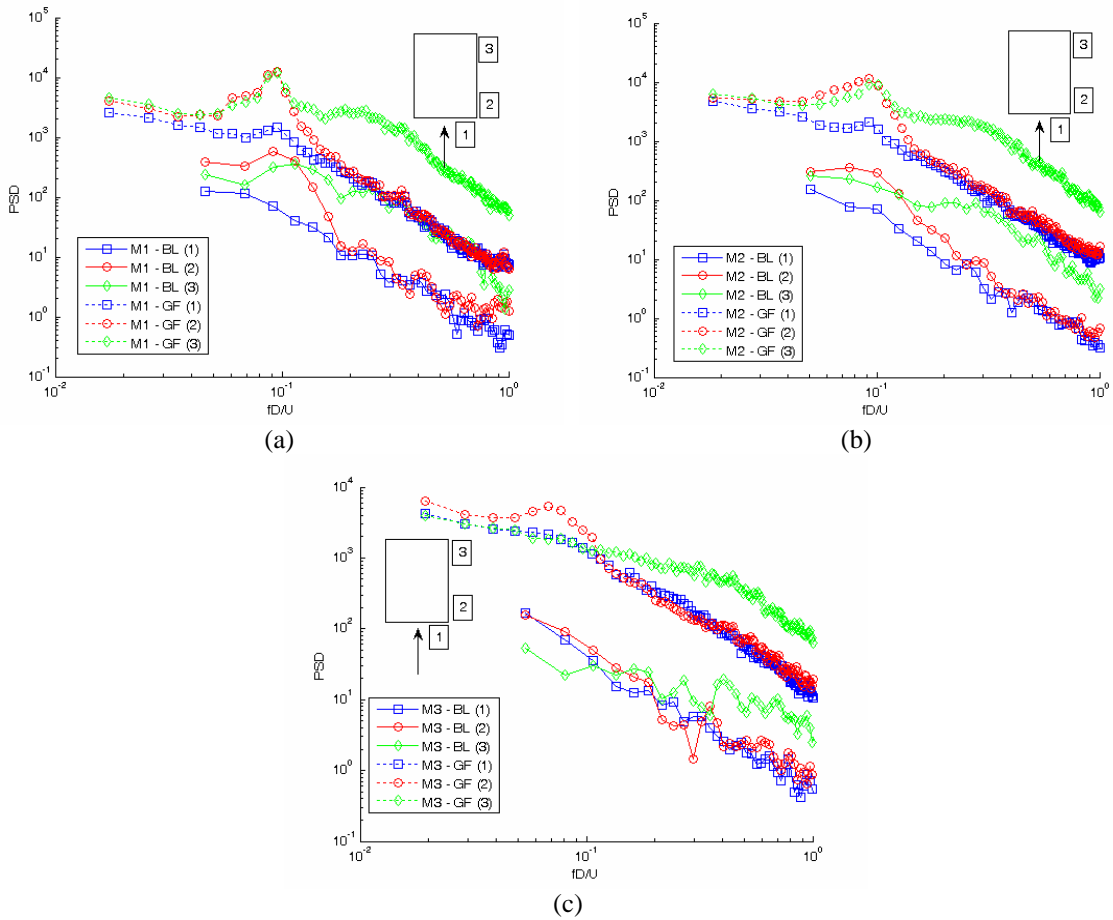 10^5
10^4
10^3
10^2
10^1
10^0
10^-1
PSD
3
2
1
M1 - BL (1)
M1 - BL (2)
M1 - BL (3)
M1 - GF (1)
M1 - GF (2)
M1 - GF (3)
10^-2
10^-1
10^0
fD/U
(a)
10^5
10^4
10^3
10^2
10^1
10^0
10^-1
PSD
3
2
1
M2 - BL (1)
M2 - BL (2)
M2 - BL (3)
M2 - GF (1)
M2 - GF (2)
M2 - GF (3)
10^-2
10^-1
10^0
fD/U
(b)
10^4
10^3
10^2
10^1
10^0
10^-1
PSD
3
2
1
M3 - BL (1)
M3 - BL (2)
M3 - BL (3)
M3 - GF (1)
M3 - GF (2)
M3 - GF (3)
10^-2
10^-1
10^0
fD/U
(c)